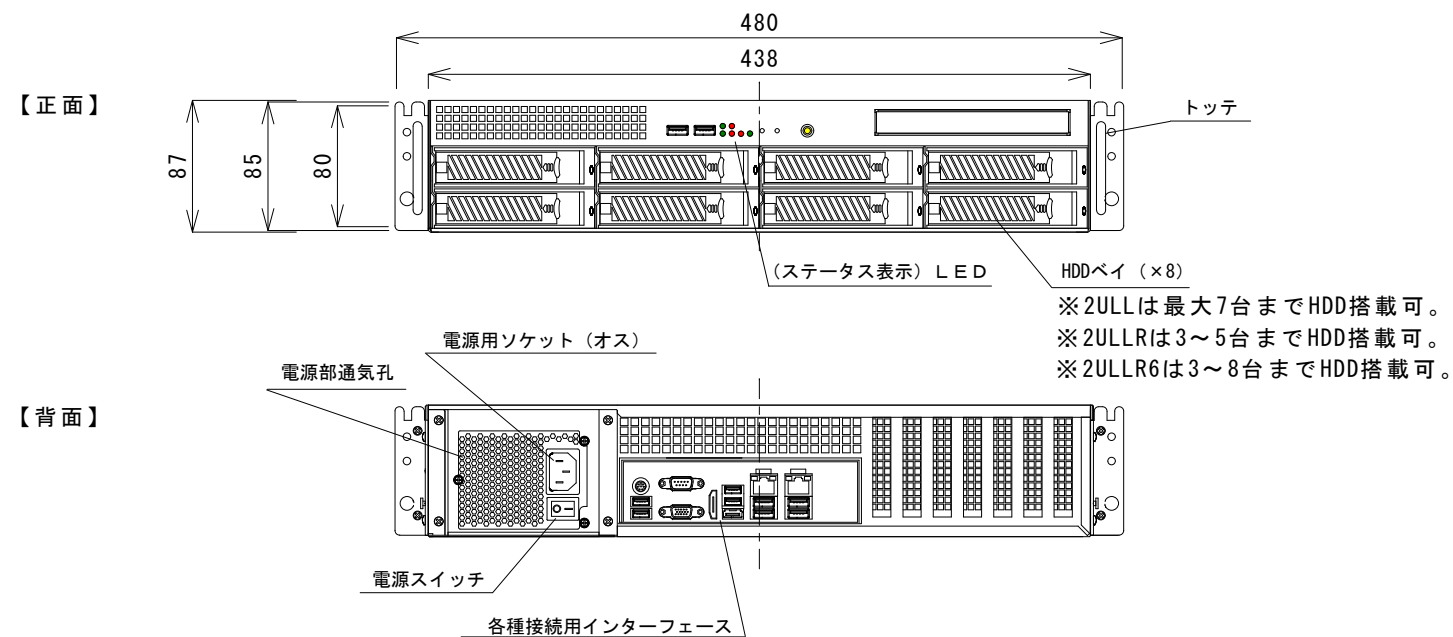 480
438
【正面】
87
85
80
トッテ
(ステータス表示)LED
HDDベイ(×8)
※2ULLは最大7台までHDD搭載可。
※2ULLRは3~5台までHDD搭載可。
※2ULLR6は3~8台までHDD搭載可。
電源用ソケット(オス)
電源部通気孔
【背面】
電源スイッチ
各種接続用インターフェース